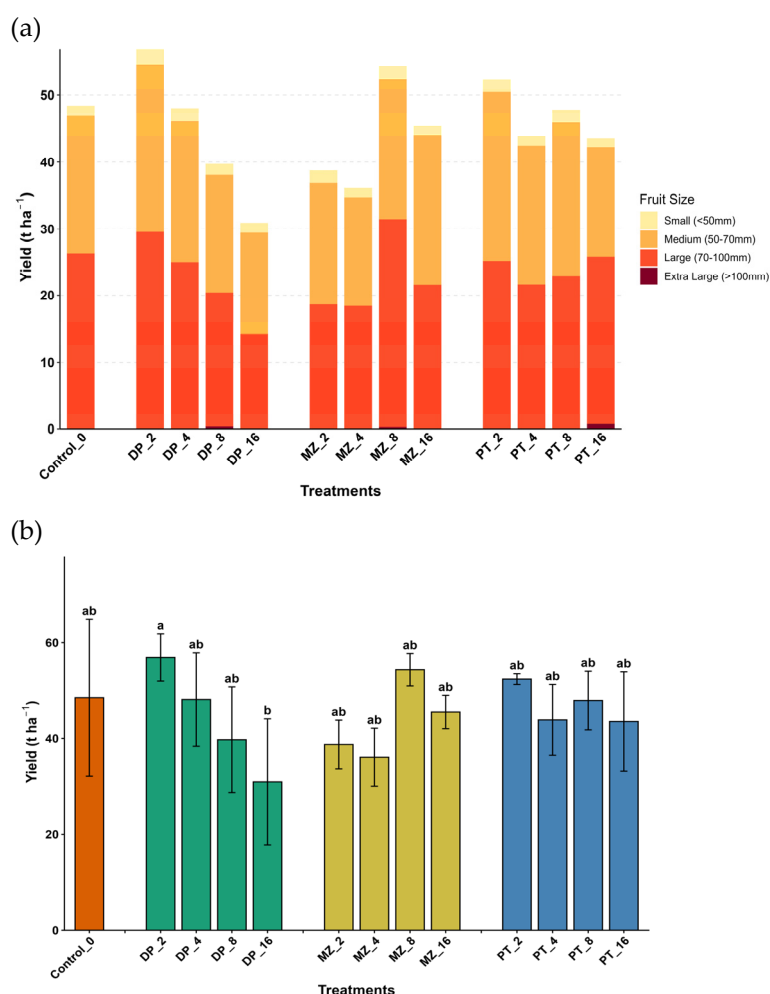 (a)
Yield (t ha⁻¹)
50
40
30
20
10
0
Control_0
DP_2
DP_4
DP_8
DP_16
MZ_2
MZ_4
MZ_8
MZ_16
PT_2
PT_4
PT_8
PT_16
Treatments
Fruit Size
Small (<50mm)
Medium (50-70mm)
Large (70-100mm)
Extra Large (>100mm)
(b)
Yield (t ha⁻¹)
60
40
20
0
ab
a
ab
ab
b
ab
ab
ab
ab
ab
ab
ab
ab
Control_0
DP_2
DP_4
DP_8
DP_16
MZ_2
MZ_4
MZ_8
MZ_16
PT_2
PT_4
PT_8
PT_16
Treatments